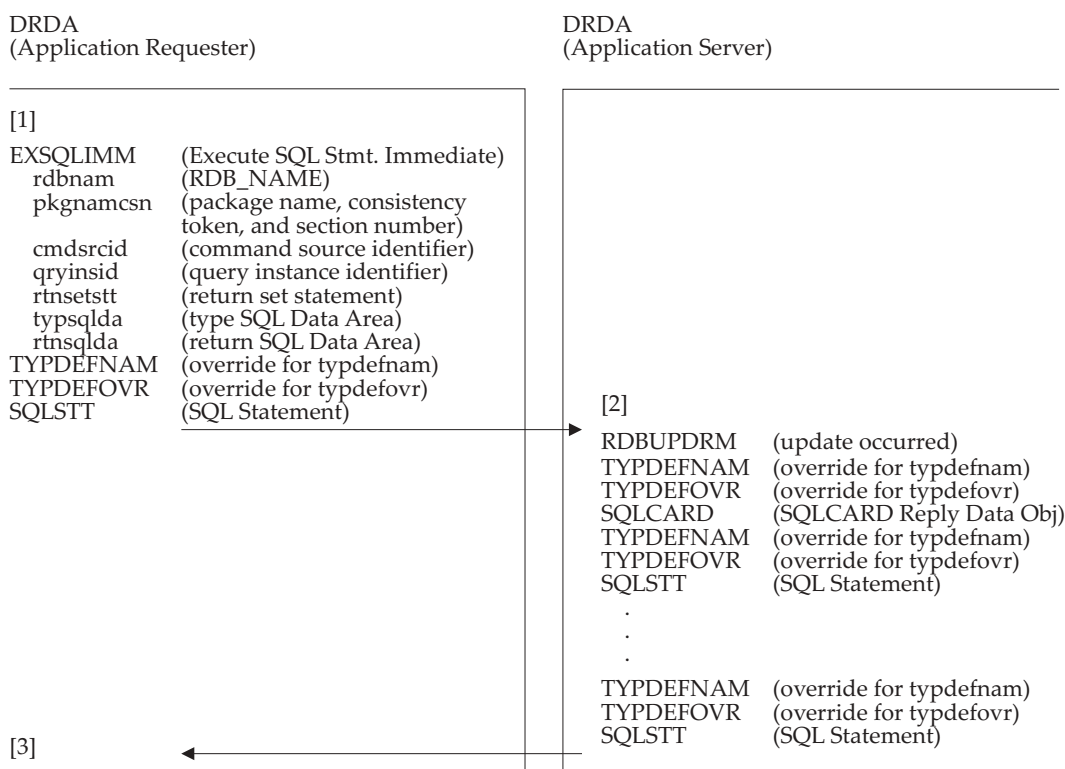 DRDA
(Application Requester)
DRDA
(Application Server)
[1]
EXSQLIMM (Execute SQL Stmt. Immediate)
rdbnam (RDB_NAME)
pkgnamcsn (package name, consistency
token, and section number)
cmdsrcid (command source identifier)
qryinsid (query instance identifier)
rtnsetstt (return set statement)
typsqlda (type SQL Data Area)
rtnsqlda (return SQL Data Area)
TYPDEFNAM (override for typdefnam)
TYPDEFOVR (override for typdefovr)
SQLSTT (SQL Statement)
[2]
RDBUPDRM (update occurred)
TYPDEFNAM (override for typdefnam)
TYPDEFOVR (override for typdefovr)
SQLCARD (SQLCARD Reply Data Obj)
TYPDEFNAM (override for typdefnam)
TYPDEFOVR (override for typdefovr)
SQLSTT (SQL Statement)
.
.
.
TYPDEFNAM (override for typdefnam)
TYPDEFOVR (override for typdefovr)
SQLSTT (SQL Statement)
[3]